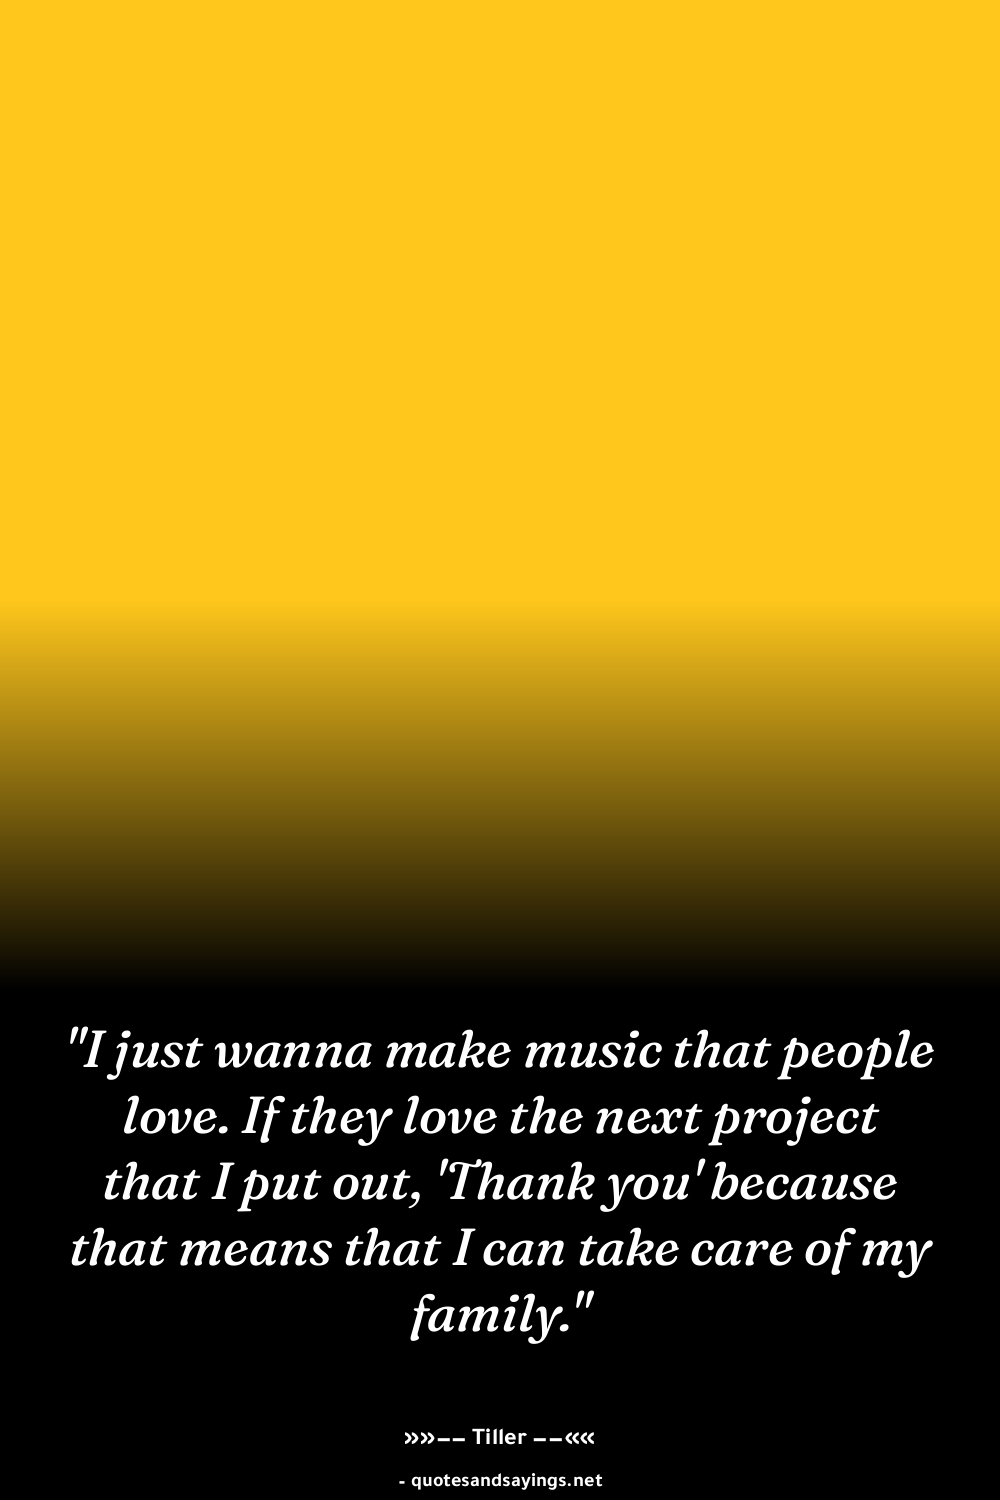 "I just wanna make music that people
love. If they love the next project
that I put out, 'Thank you' because
that means that I can take care of my
family."
»»–– Tiller ––««
- quotesandsayings.net